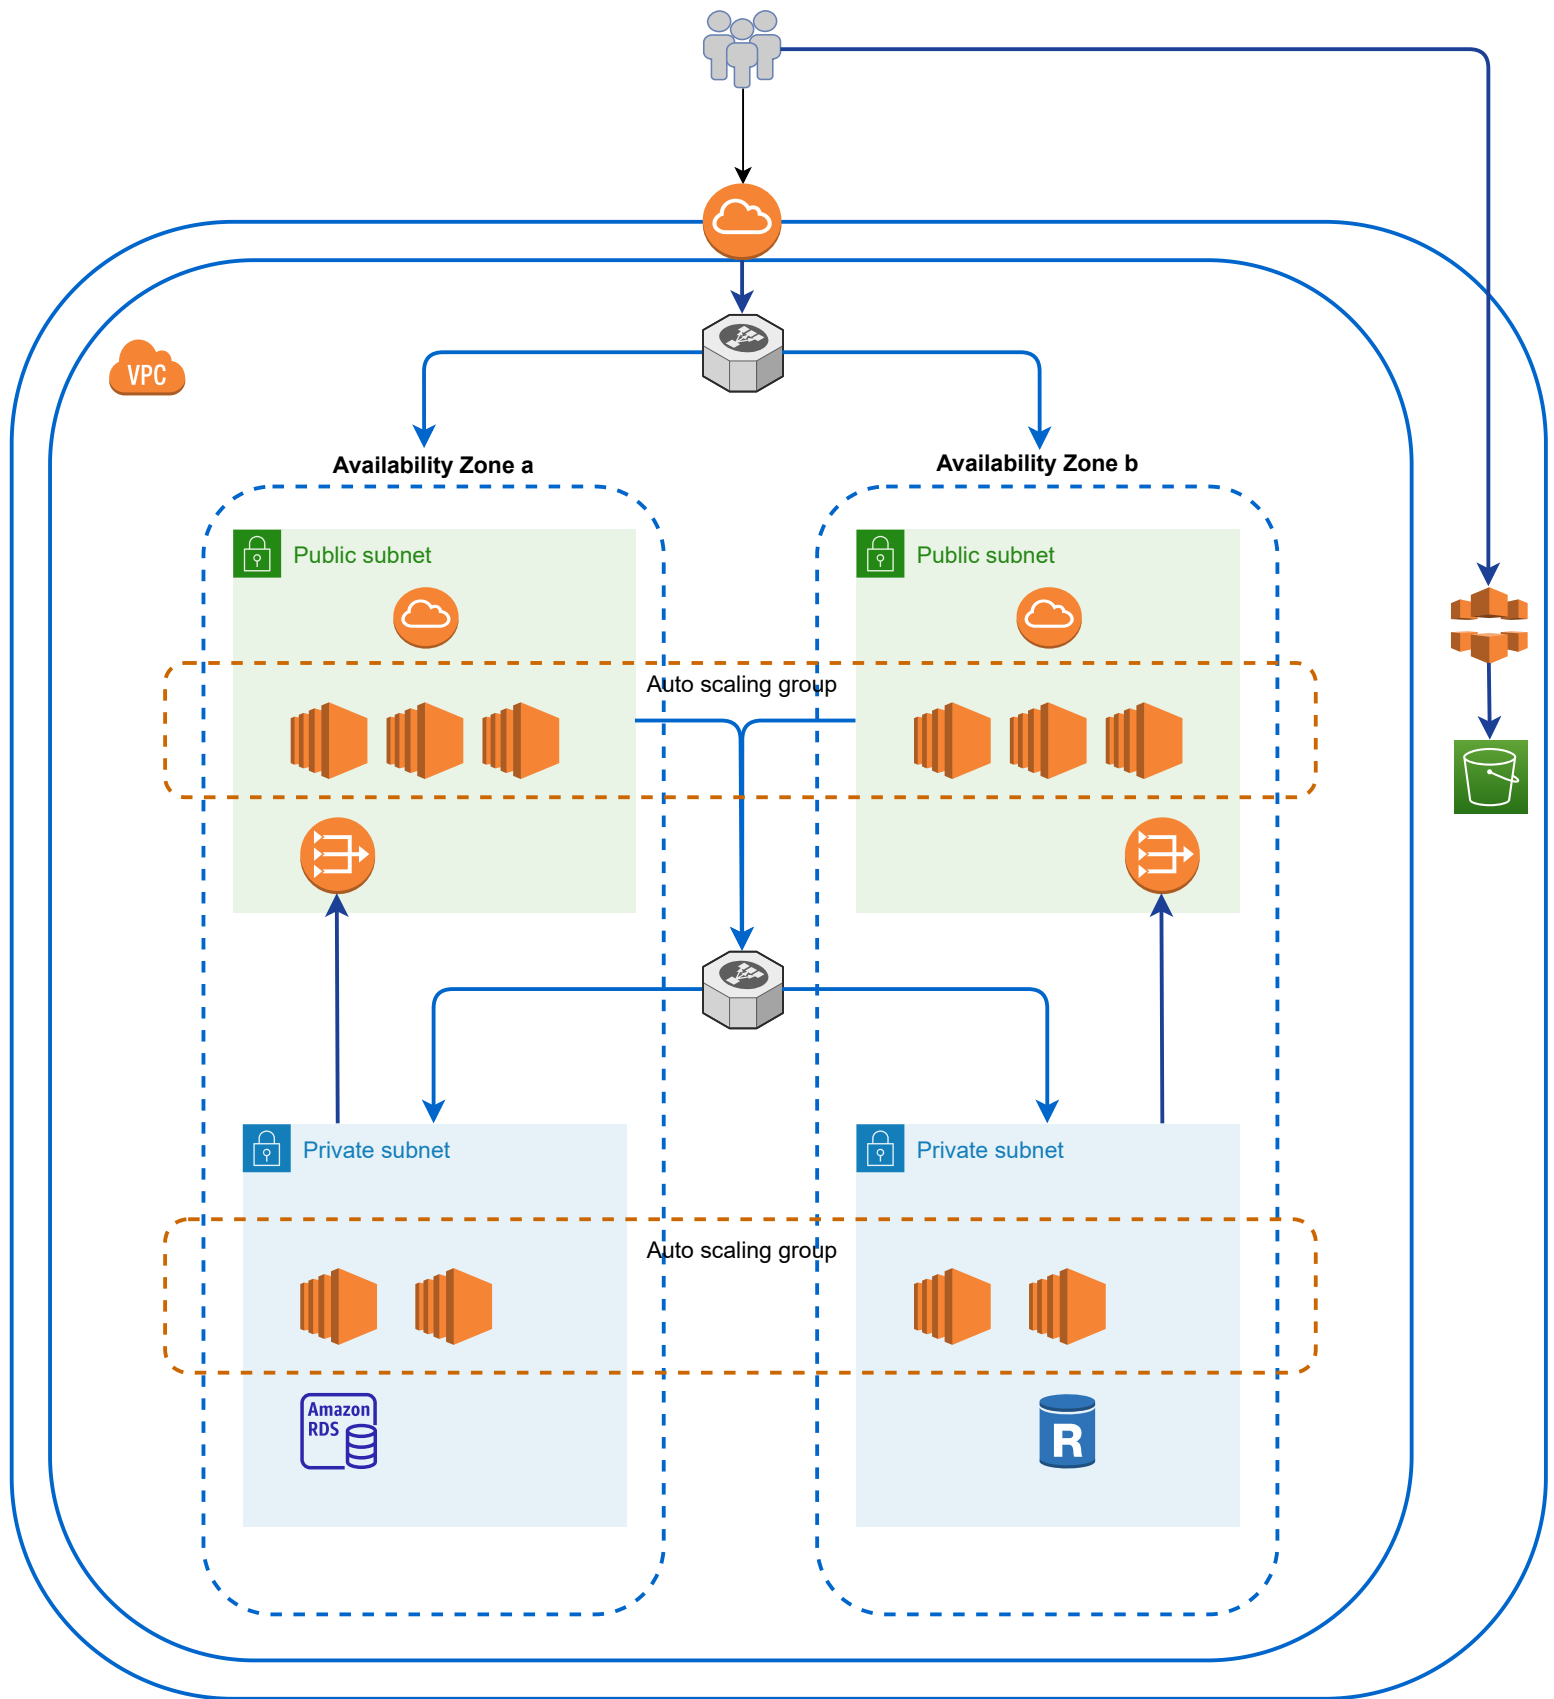 VPC
Availability Zone a
Availability Zone b
Public subnet
Public subnet
Auto scaling group
Private subnet
Private subnet
Auto scaling group
Amazon
RDS
R